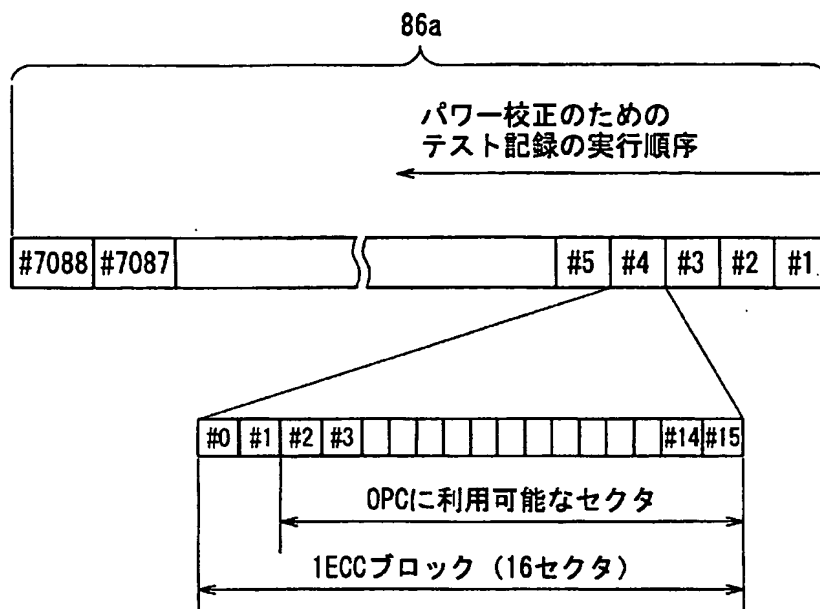 86a
パワー校正のための
テスト記録の実行順序
#7088 #7087 #5 #4 #3 #2 #1
#0 #1 #2 #3 #14 #15
OPCに利用可能なセクタ
1ECCブロック（16セクタ）